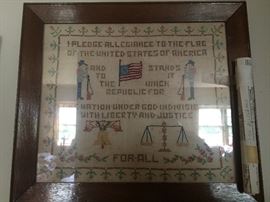 I PLEDGE ALLEGIANCE TO THE FLAG
OF THE UNITED STATES OF AMERICA
AND STANDS
TO IT
THE WHICH
REPUBLIC FOR
NATION UNDER GOD INDIVISIBLE
WITH LIBERTY AND JUSTICE
FOR·ALL